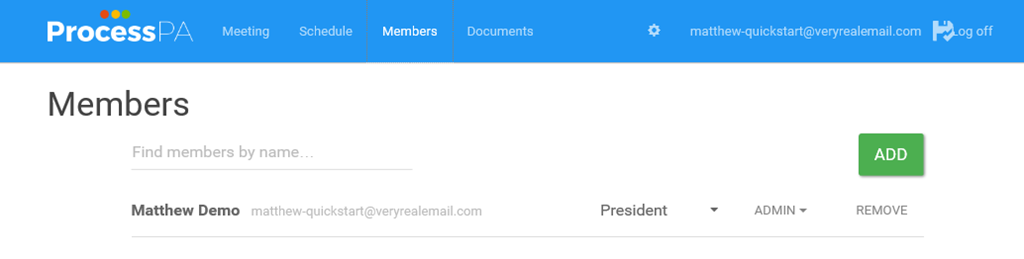 ProcessPA Meeting Schedule Members Documents matthew-quickstart@veryrealemail.com Log off
Members
Find members by name...
ADD
Matthew Demo matthew-quickstart@veryrealemail.com President ADMIN REMOVE